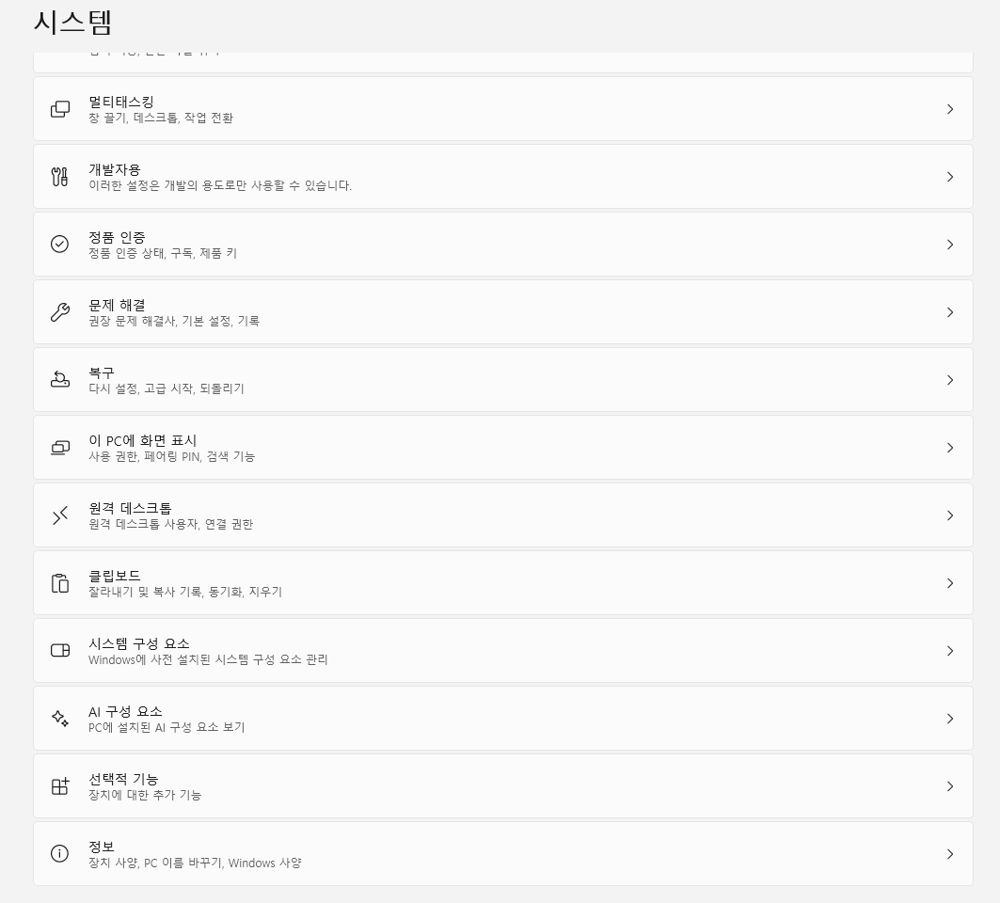 시스템
멀티태스킹
창 끌기, 데스크톱, 작업 전환
개발자용
이러한 설정은 개발의 용도로만 사용할 수 있습니다.
정품 인증
정품 인증 상태, 구독, 제품 키
문제 해결
권장 문제 해결사, 기본 설정, 기록
복구
다시 설정, 고급 시작, 되돌리기
이 PC에 화면 표시
사용 권한, 페어링 PIN, 검색 기능
원격 데스크톱
원격 데스크톱 사용자, 연결 권한
클립보드
잘라내기 및 복사 기록, 동기화, 지우기
시스템 구성 요소
Windows에 사전 설치된 시스템 구성 요소 관리
AI 구성 요소
PC에 설치된 AI 구성 요소 보기
선택적 기능
장치에 대한 추가 기능
정보
장치 사양, PC 이름 바꾸기, Windows 사양